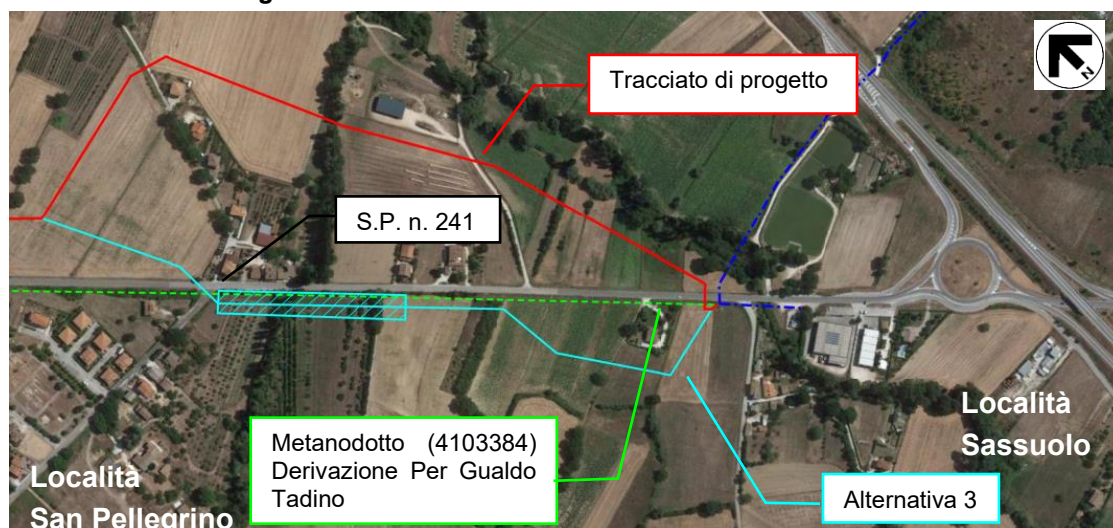 Tracciato di progetto
N
S.P. n. 241
Metanodotto (4103384)
Derivazione Per Gualdo
Tadino
Alternativa 3
Località
Sassuolo
Località
San Pellegrino